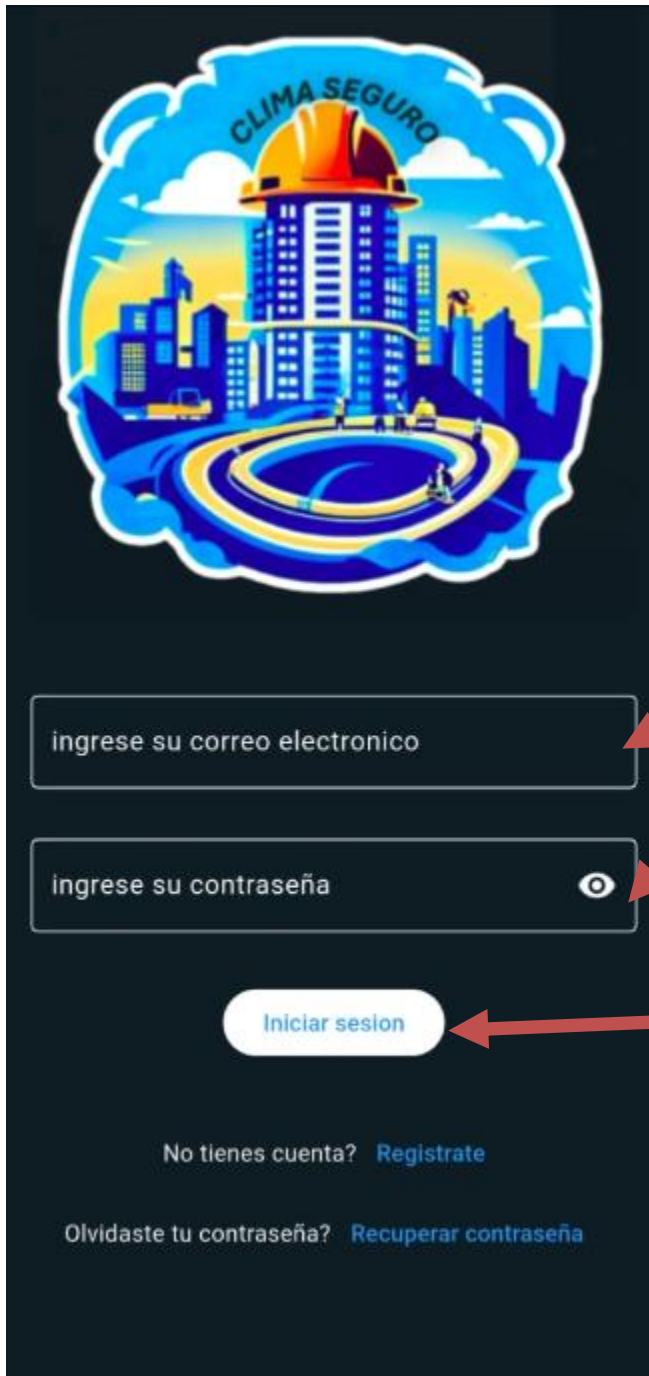 CLIMA SEGURO
ingrese su correo electronico
ingrese su contraseña
Iniciar sesion
No tienes cuenta? Registrate
Olvidaste tu contraseña? Recuperar contraseña